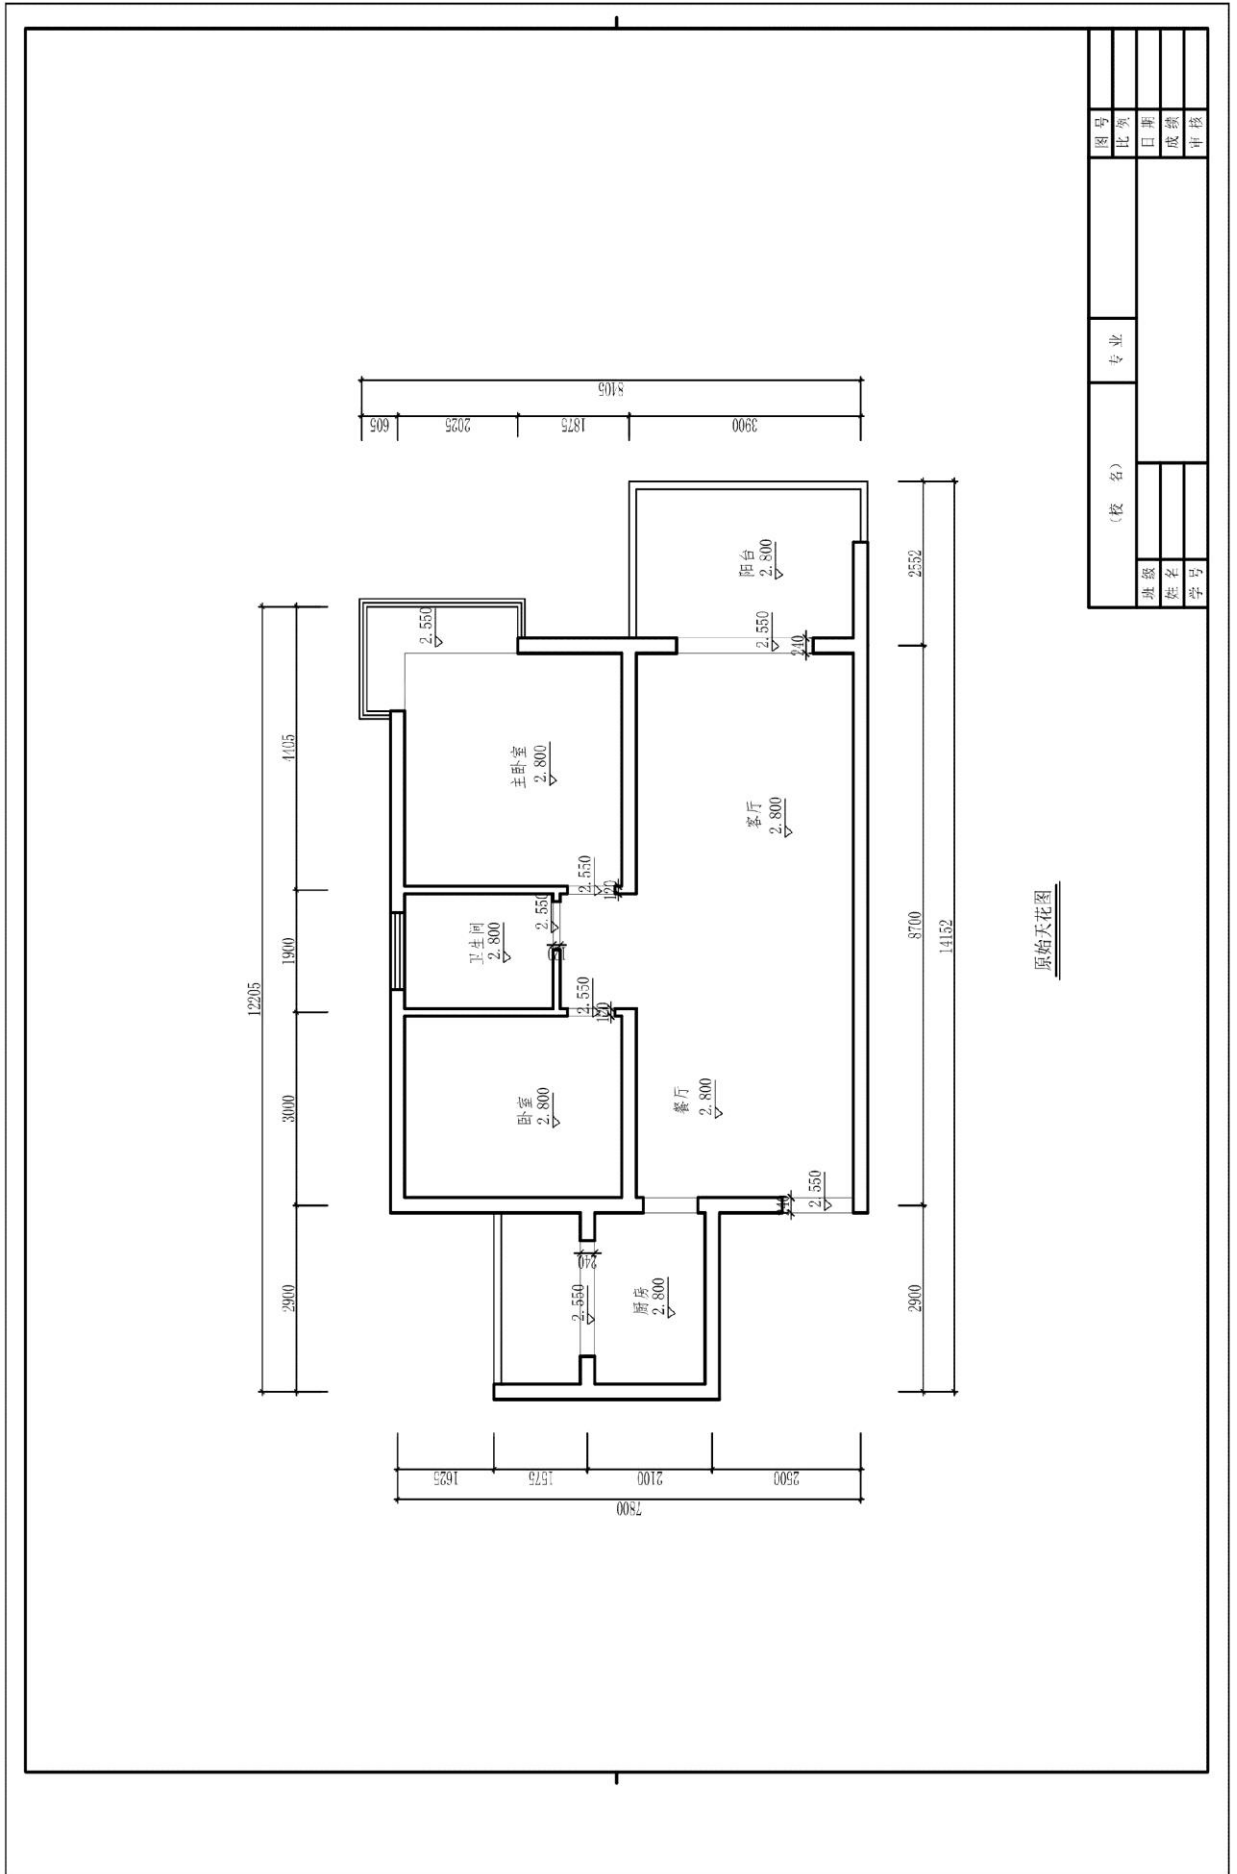 图号
比例
日期
成绩
审核
专业
（校 名）
班级
姓名
学号
8105
605
2025
1875
3900
2552
8700
2900
14152
12205
4405
1900
3000
2900
阳台
2.800
2.550
240
2.550
主卧室
2.800
客厅
2.800
2.550
120
2.550
120
卫生间
2.800
2.550
120
卧室
2.800
餐厅
2.800
2.550
240
240
2.550
厨房
2.800
1625
1575
2100
2500
7800
原始天花图